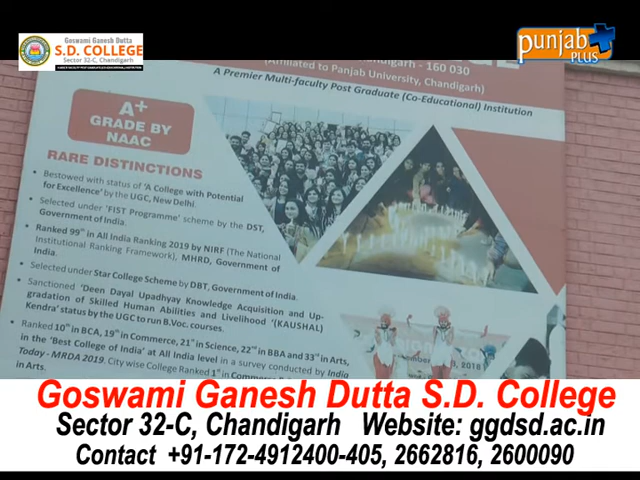 Goswami Ganesh Dutta
S.D. COLLEGE
Sector 32-C, Chandigarh
punjab
PLUS
Chandigarh - 160 030
(Affiliated to Panjab University, Chandigarh)
A Premier Multi-faculty Post Graduate (Co-Educational) Institution
A+
GRADE BY
NAAC
RARE DISTINCTIONS
• Bestowed with status of 'A College with Potential
for Excellence' by the UGC, New Delhi.
• Selected under 'FIST Programme' scheme by the DST,
Government of India.
• Ranked 99th in All India Ranking 2019 by NIRF (The National
Institutional Ranking Framework), MHRD, Government of
India.
• Selected under Star College Scheme by DBT, Government of India.
• Sanctioned 'Deen Dayal Upadhyay Knowledge Acquisition and Up-
gradation of Skilled Human Abilities and Livelihood '(KAUSHAL)
Kendra' status by the UGC to run B.Voc. courses.
• Ranked 10th in BCA, 19th in Commerce, 21st in Science, 22nd in BBA and 33rd in Arts,
in the 'Best College of India' at All India level in a survey conducted by India
Today - MRDA 2019. City wise College Ranked 1st in
in Arts.
Goswami Ganesh Dutta S.D. College
Sector 32-C, Chandigarh Website: ggdsd.ac.in
Contact +91-172-4912400-405, 2662816, 2600090